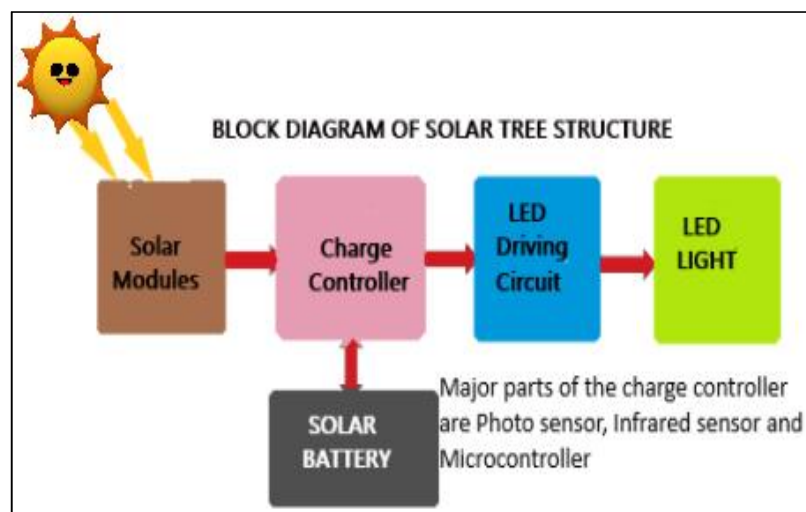 BLOCK DIAGRAM OF SOLAR TREE STRUCTURE
Solar
Modules
Charge
Controller
LED
Driving
Circuit
LED
LIGHT
SOLAR
BATTERY
Major parts of the charge controller
are Photo sensor, Infrared sensor and
Microcontroller